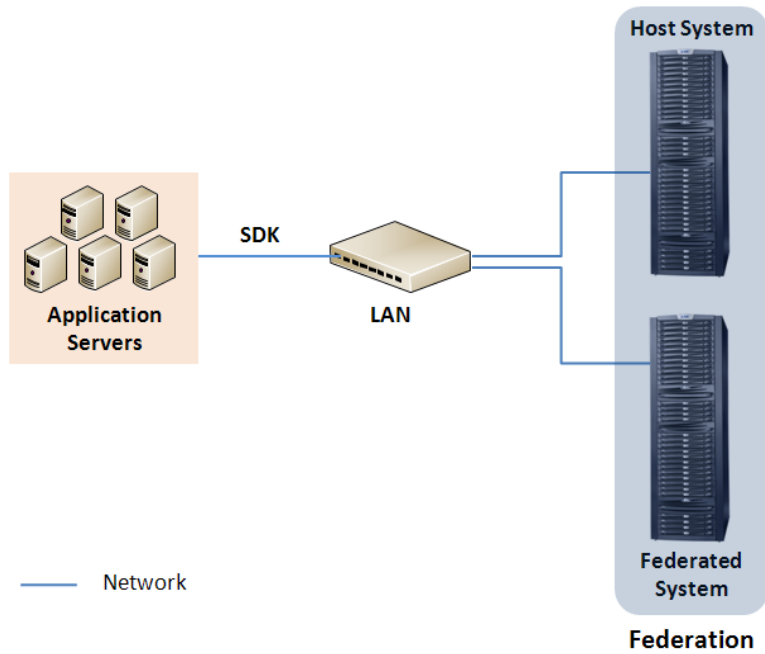 Host System
SDK
LAN
Application
Servers
Federated
System
Network
Federation